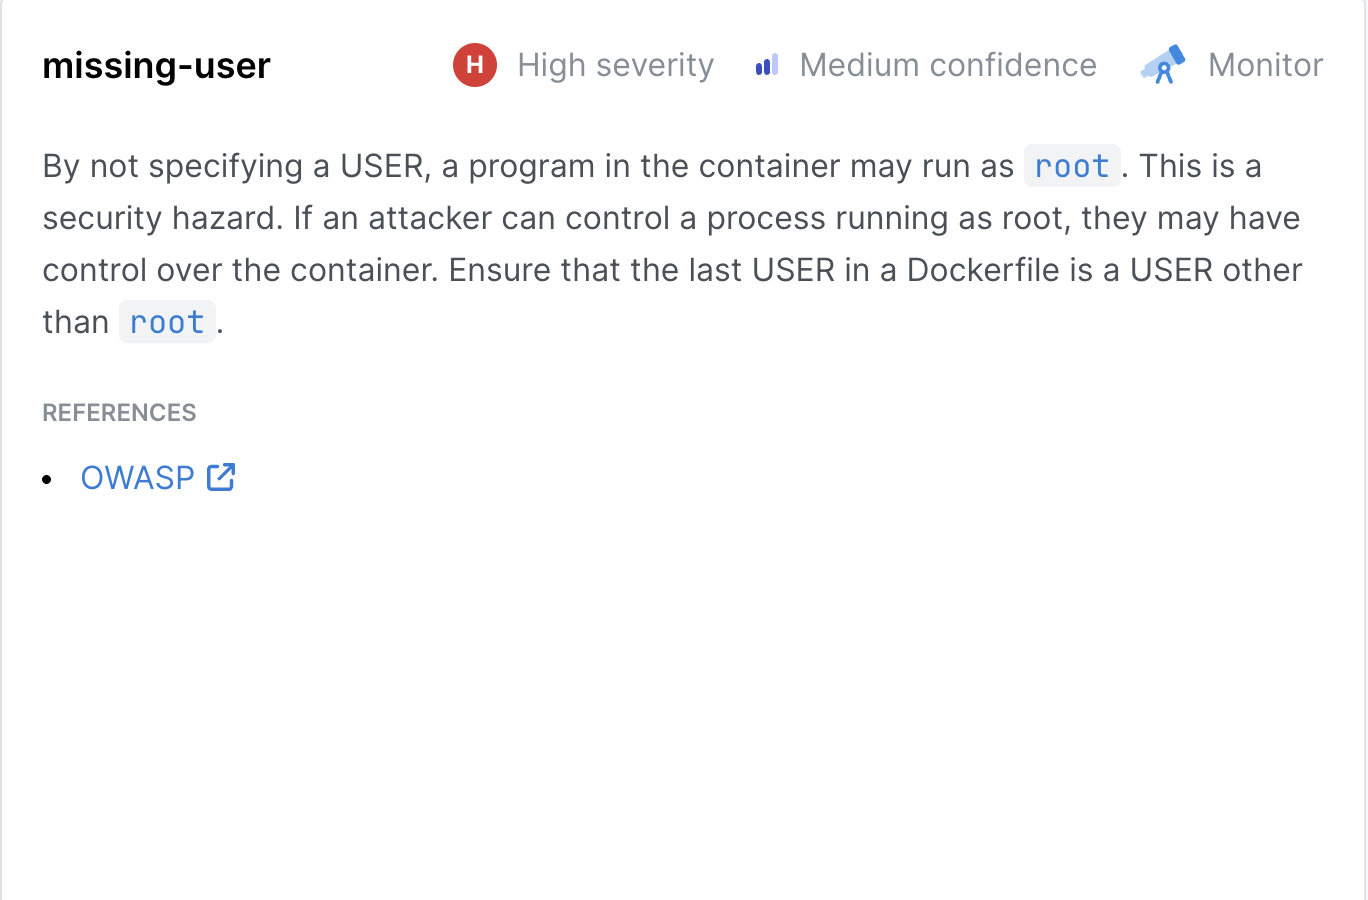 missing-user
H High severity Medium confidence Monitor
By not specifying a USER, a program in the container may run as root. This is a
security hazard. If an attacker can control a process running as root, they may have
control over the container. Ensure that the last USER in a Dockerfile is a USER other
than root.
REFERENCES
• OWASP